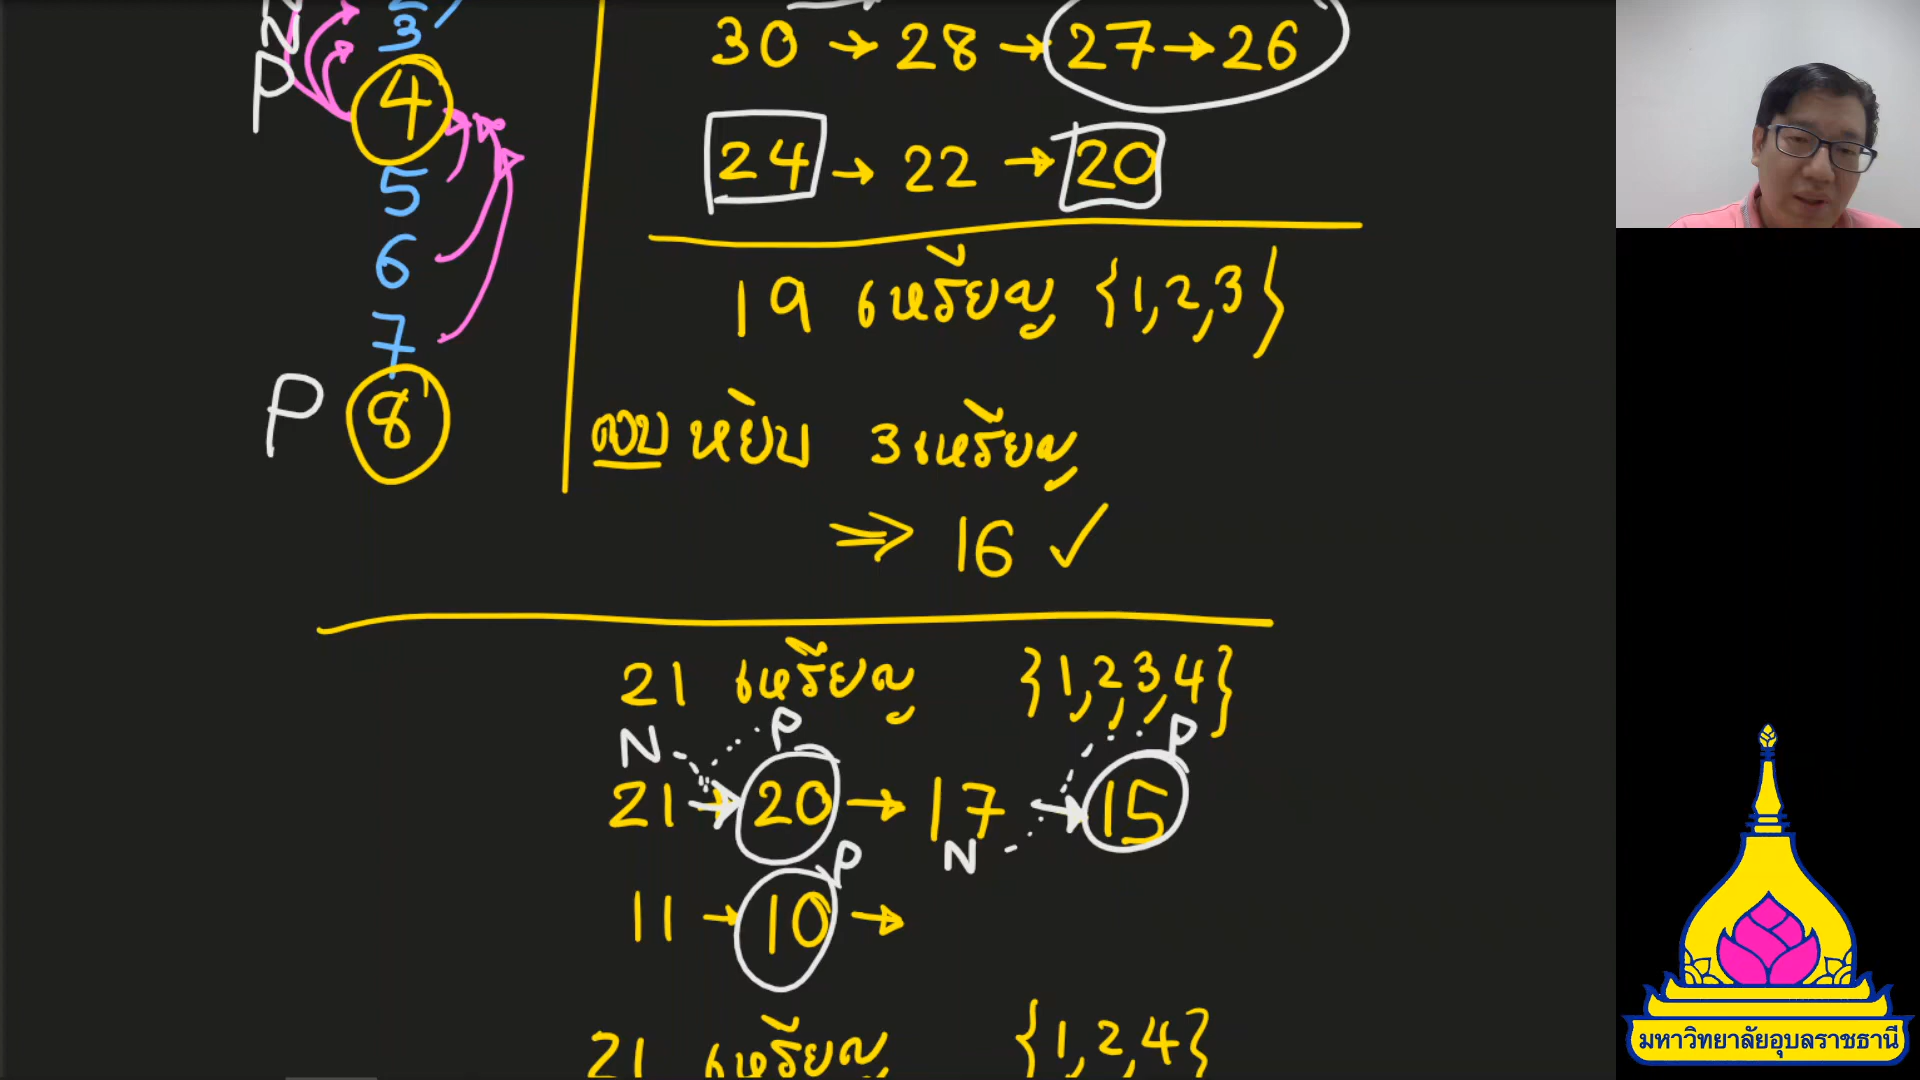 N
3
P
4
5
6
7
P 8
30 → 28 → 27 → 26
24 → 22 → 20
19 เหรียญ {1,2,3}
ตอบ หยิบ 3 เหรียญ
⇒ 16 ✓
21 เหรียญ {1,2,3,4}
N P P
21 → 20 → 17 → 15
P N
11 → 10 →
21 เหรียญ {1,2,4}
มหาวิทยาลัยอุบลราชธานี